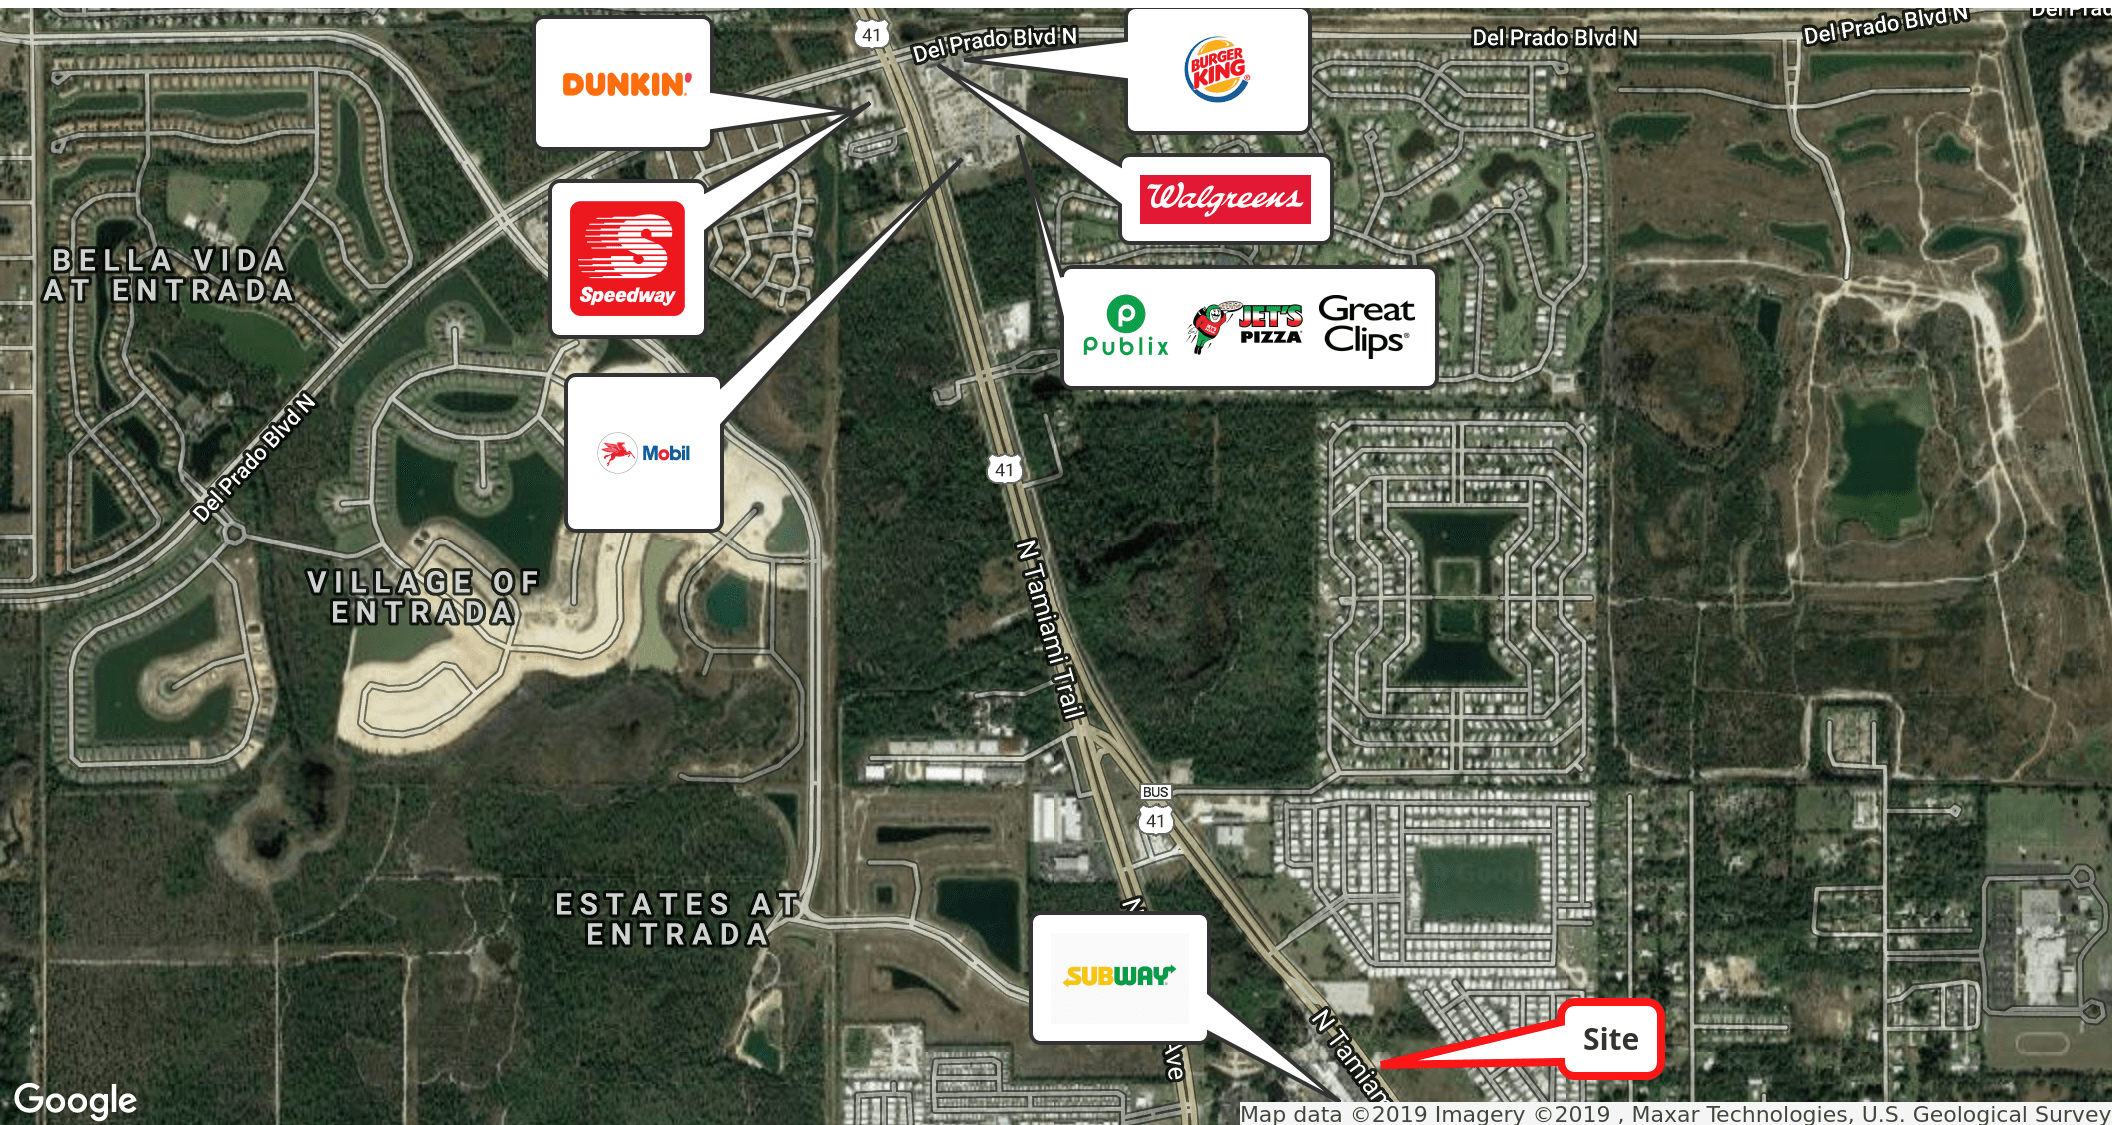 41
Del Prado Blvd N
Del Prado Blvd N
Del Prado Blvd N
DUNKIN'
BURGER
KING
Walgreens
Speedway
BELLA VIDA
AT ENTRADA
Publix
JET'S
PIZZA
Great
Clips
Mobil
Del Prado Blvd N
41
N Tamiami Trail
VILLAGE OF
ENTRADA
BUS
41
ESTATES AT
ENTRADA
SUBWAY
Ave
N Tamiam
Site
Google
Map data ©2019 Imagery ©2019 , Maxar Technologies, U.S. Geological Survey